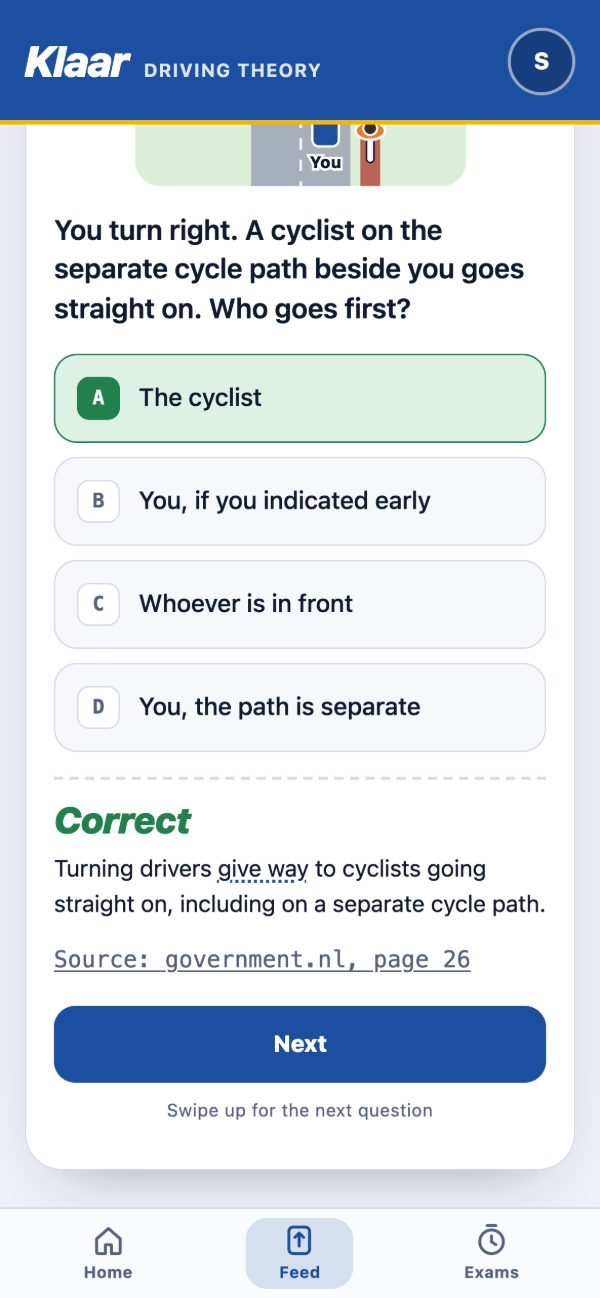 Klaar DRIVING THEORY
S
You
You turn right. A cyclist on the
separate cycle path beside you goes
straight on. Who goes first?
A The cyclist
B You, if you indicated early
C Whoever is in front
D You, the path is separate
Correct
Turning drivers give way to cyclists going
straight on, including on a separate cycle path.
Source: government.nl, page 26
Next
Swipe up for the next question
Home Feed Exams